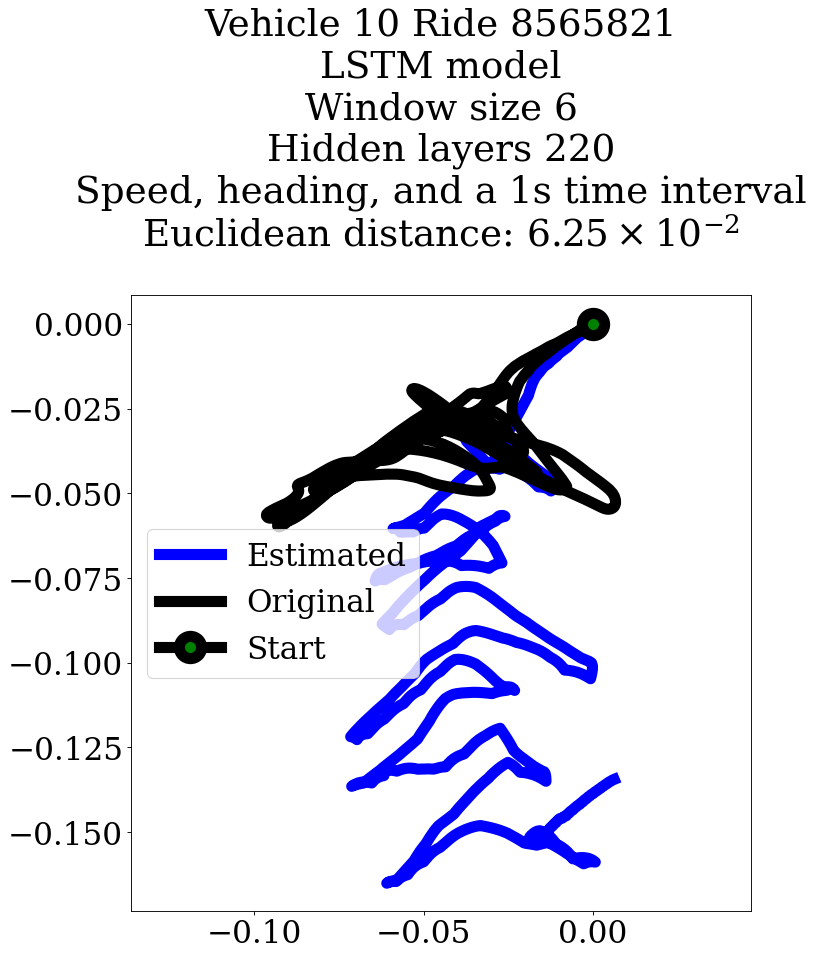 Vehicle 10 Ride 8565821
LSTM model
Window size 6
Hidden layers 220
Speed, heading, and a 1s time interval
Euclidean distance: 6.25 × 10⁻²
0.000
−0.025
−0.050
−0.075
−0.100
−0.125
−0.150
Estimated
Original
Start
−0.10 −0.05 0.00